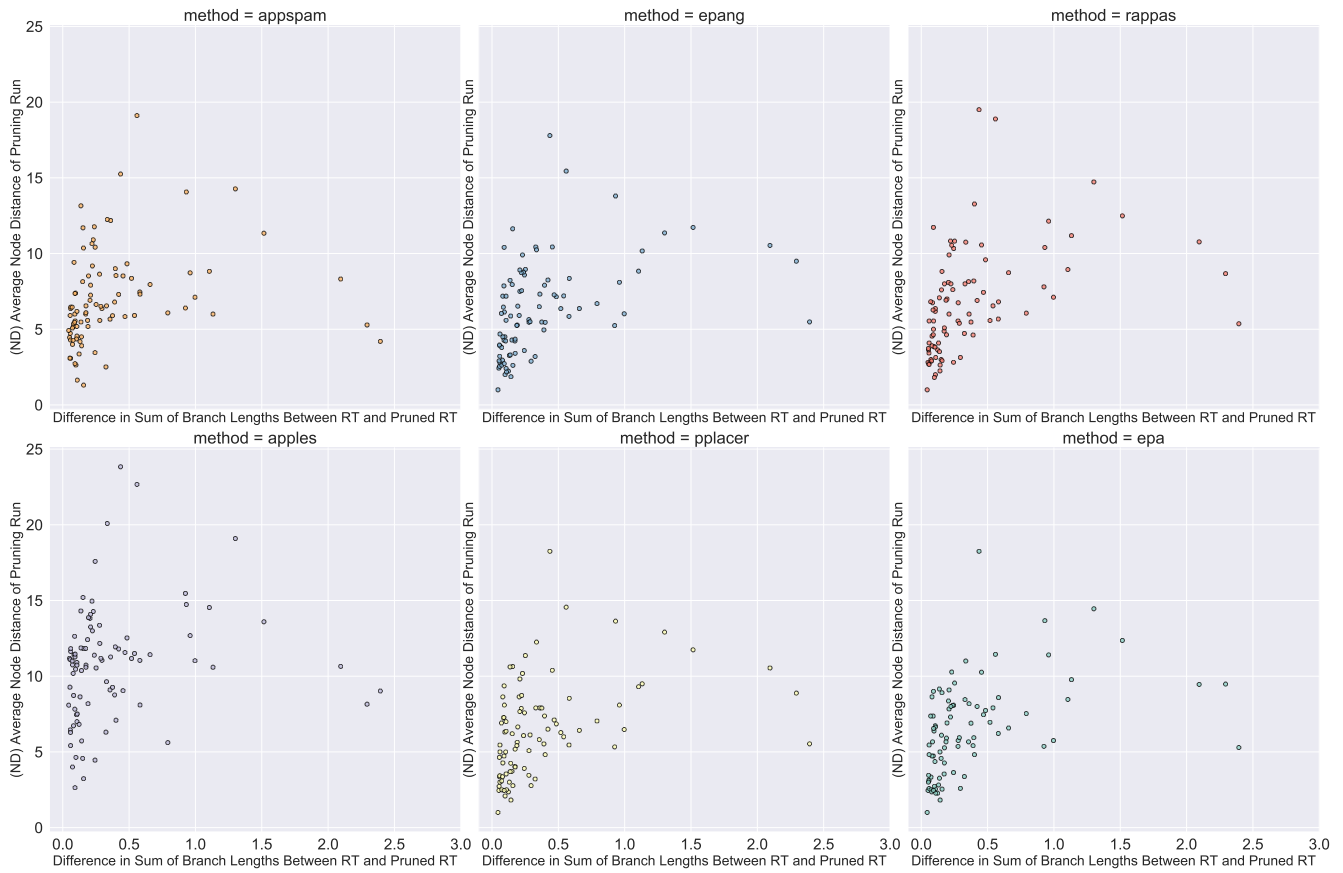 method = appspam
method = epang
method = rappas
(ND) Average Node Distance of Pruning Run
25
20
15
10
5
0
(ND) Average Node Distance of Pruning Run
(ND) Average Node Distance of Pruning Run
Difference in Sum of Branch Lengths Between RT and Pruned RT
Difference in Sum of Branch Lengths Between RT and Pruned RT
Difference in Sum of Branch Lengths Between RT and Pruned RT
method = apples
method = pplacer
method = epa
(ND) Average Node Distance of Pruning Run
25
20
15
10
5
0
(ND) Average Node Distance of Pruning Run
(ND) Average Node Distance of Pruning Run
0.0 0.5 1.0 1.5 2.0 2.5 3.0
0.0 0.5 1.0 1.5 2.0 2.5 3.0
0.0 0.5 1.0 1.5 2.0 2.5 3.0
Difference in Sum of Branch Lengths Between RT and Pruned RT
Difference in Sum of Branch Lengths Between RT and Pruned RT
Difference in Sum of Branch Lengths Between RT and Pruned RT